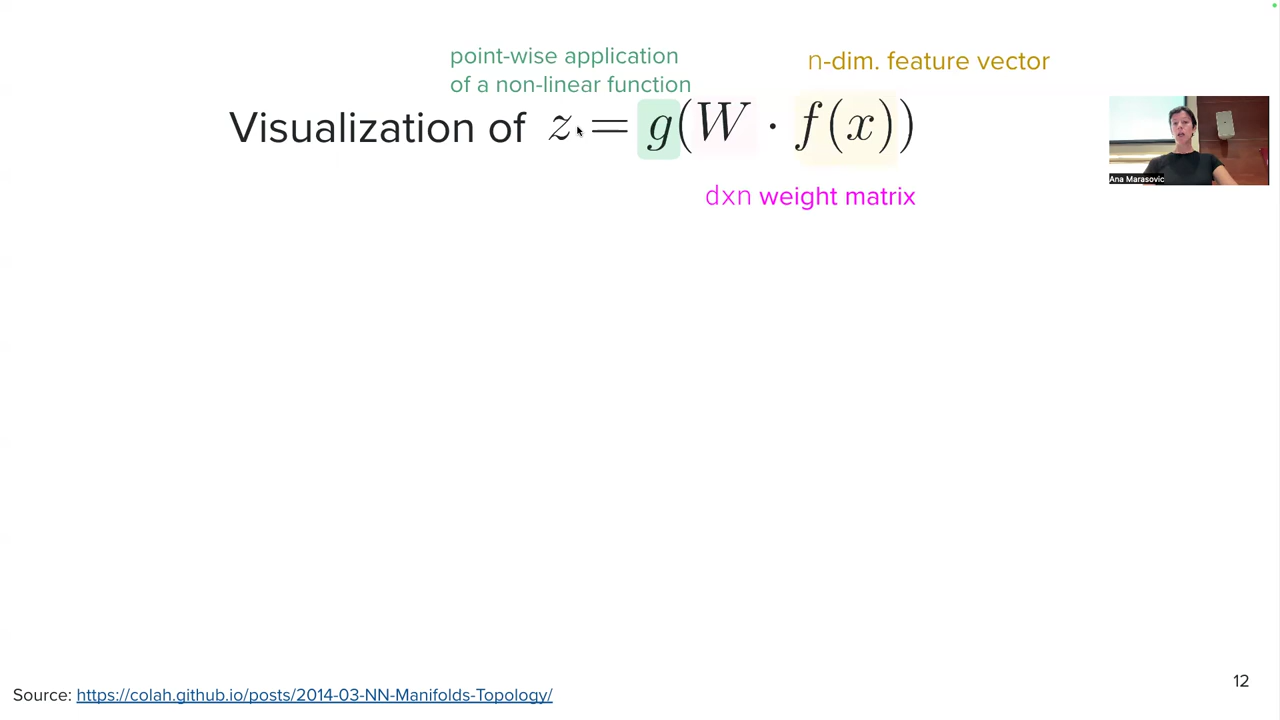 point-wise application
of a non-linear function
n-dim. feature vector
Visualization of z = g(W · f(x))
dxn weight matrix
Ana Marasovic
Source: https://colah.github.io/posts/2014-03-NN-Manifolds-Topology/
12